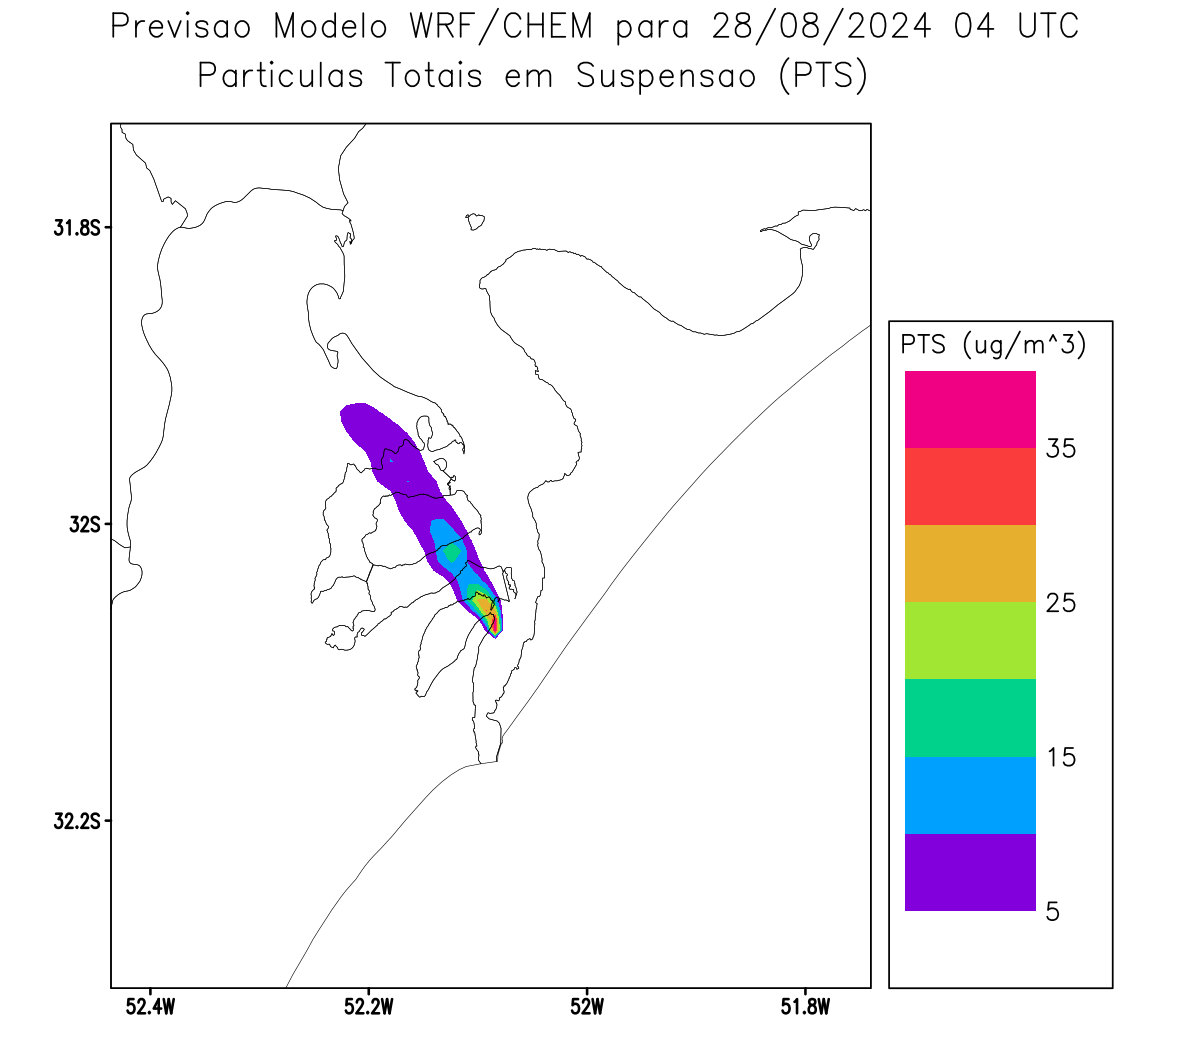 Previsao Modelo WRF/CHEM para 28/08/2024 04 UTC
Particulas Totais em Suspensao (PTS)
31.8S
32S
32.2S
52.4W
52.2W
52W
51.8W
PTS (ug/m^3)
35
25
15
5